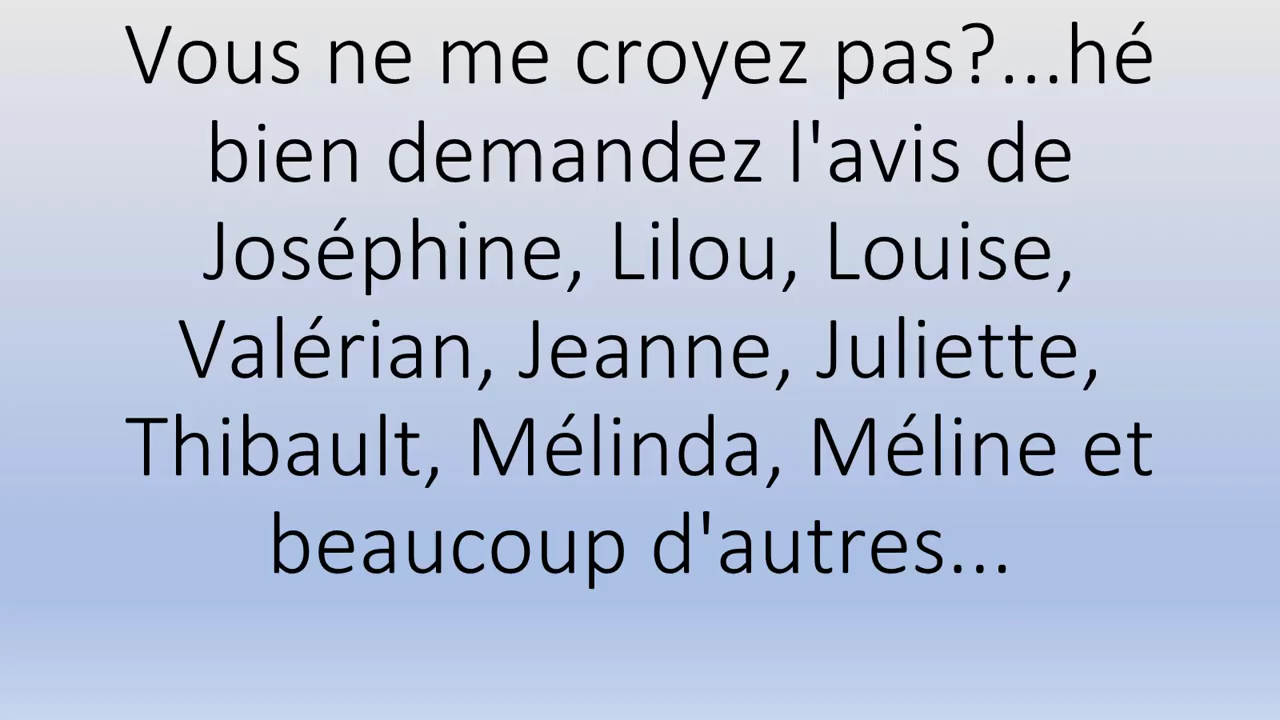 Vous ne me croyez pas?...hé
bien demandez l'avis de
Joséphine, Lilou, Louise,
Valérian, Jeanne, Juliette,
Thibault, Mélinda, Méline et
beaucoup d'autres...